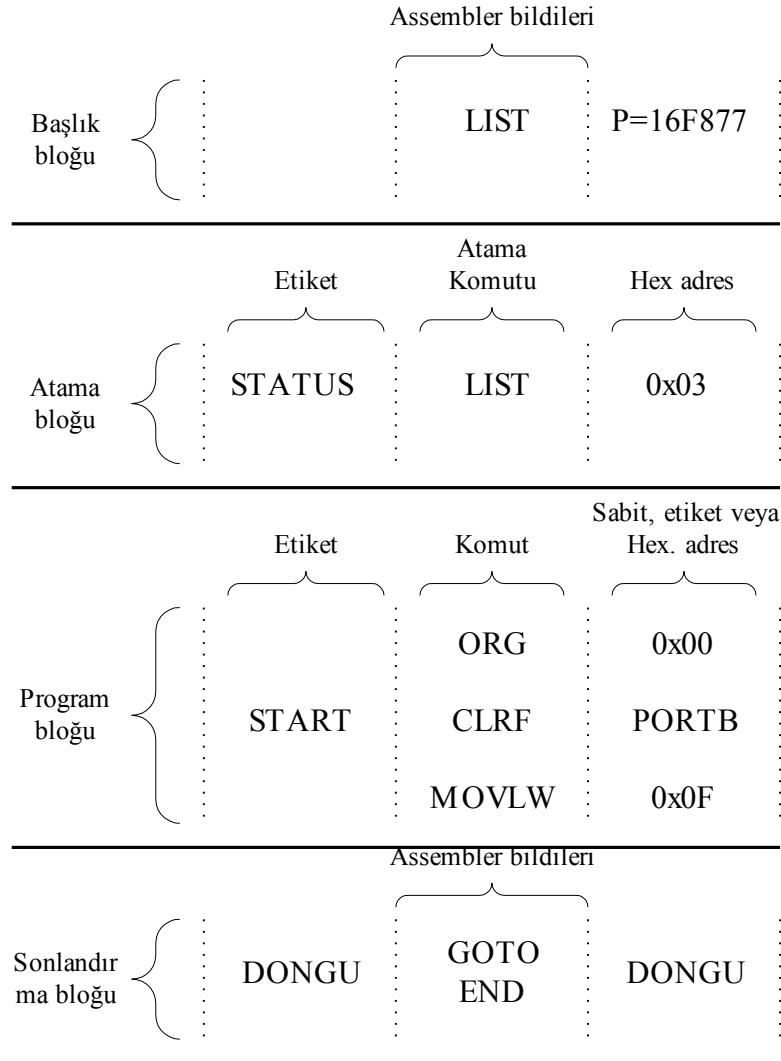 Assembler bildileri
Başlık
bloğu
LIST
P=16F877
Etiket
Atama
Komutu
Hex adres
Atama
bloğu
STATUS
LIST
0x03
Etiket
Komut
Sabit, etiket veya
Hex. adres
Program
bloğu
ORG
0x00
START
CLRF
PORTB
MOVLW
0x0F
Assembler bildileri
Sonlandır
ma bloğu
DONGU
GOTO
END
DONGU